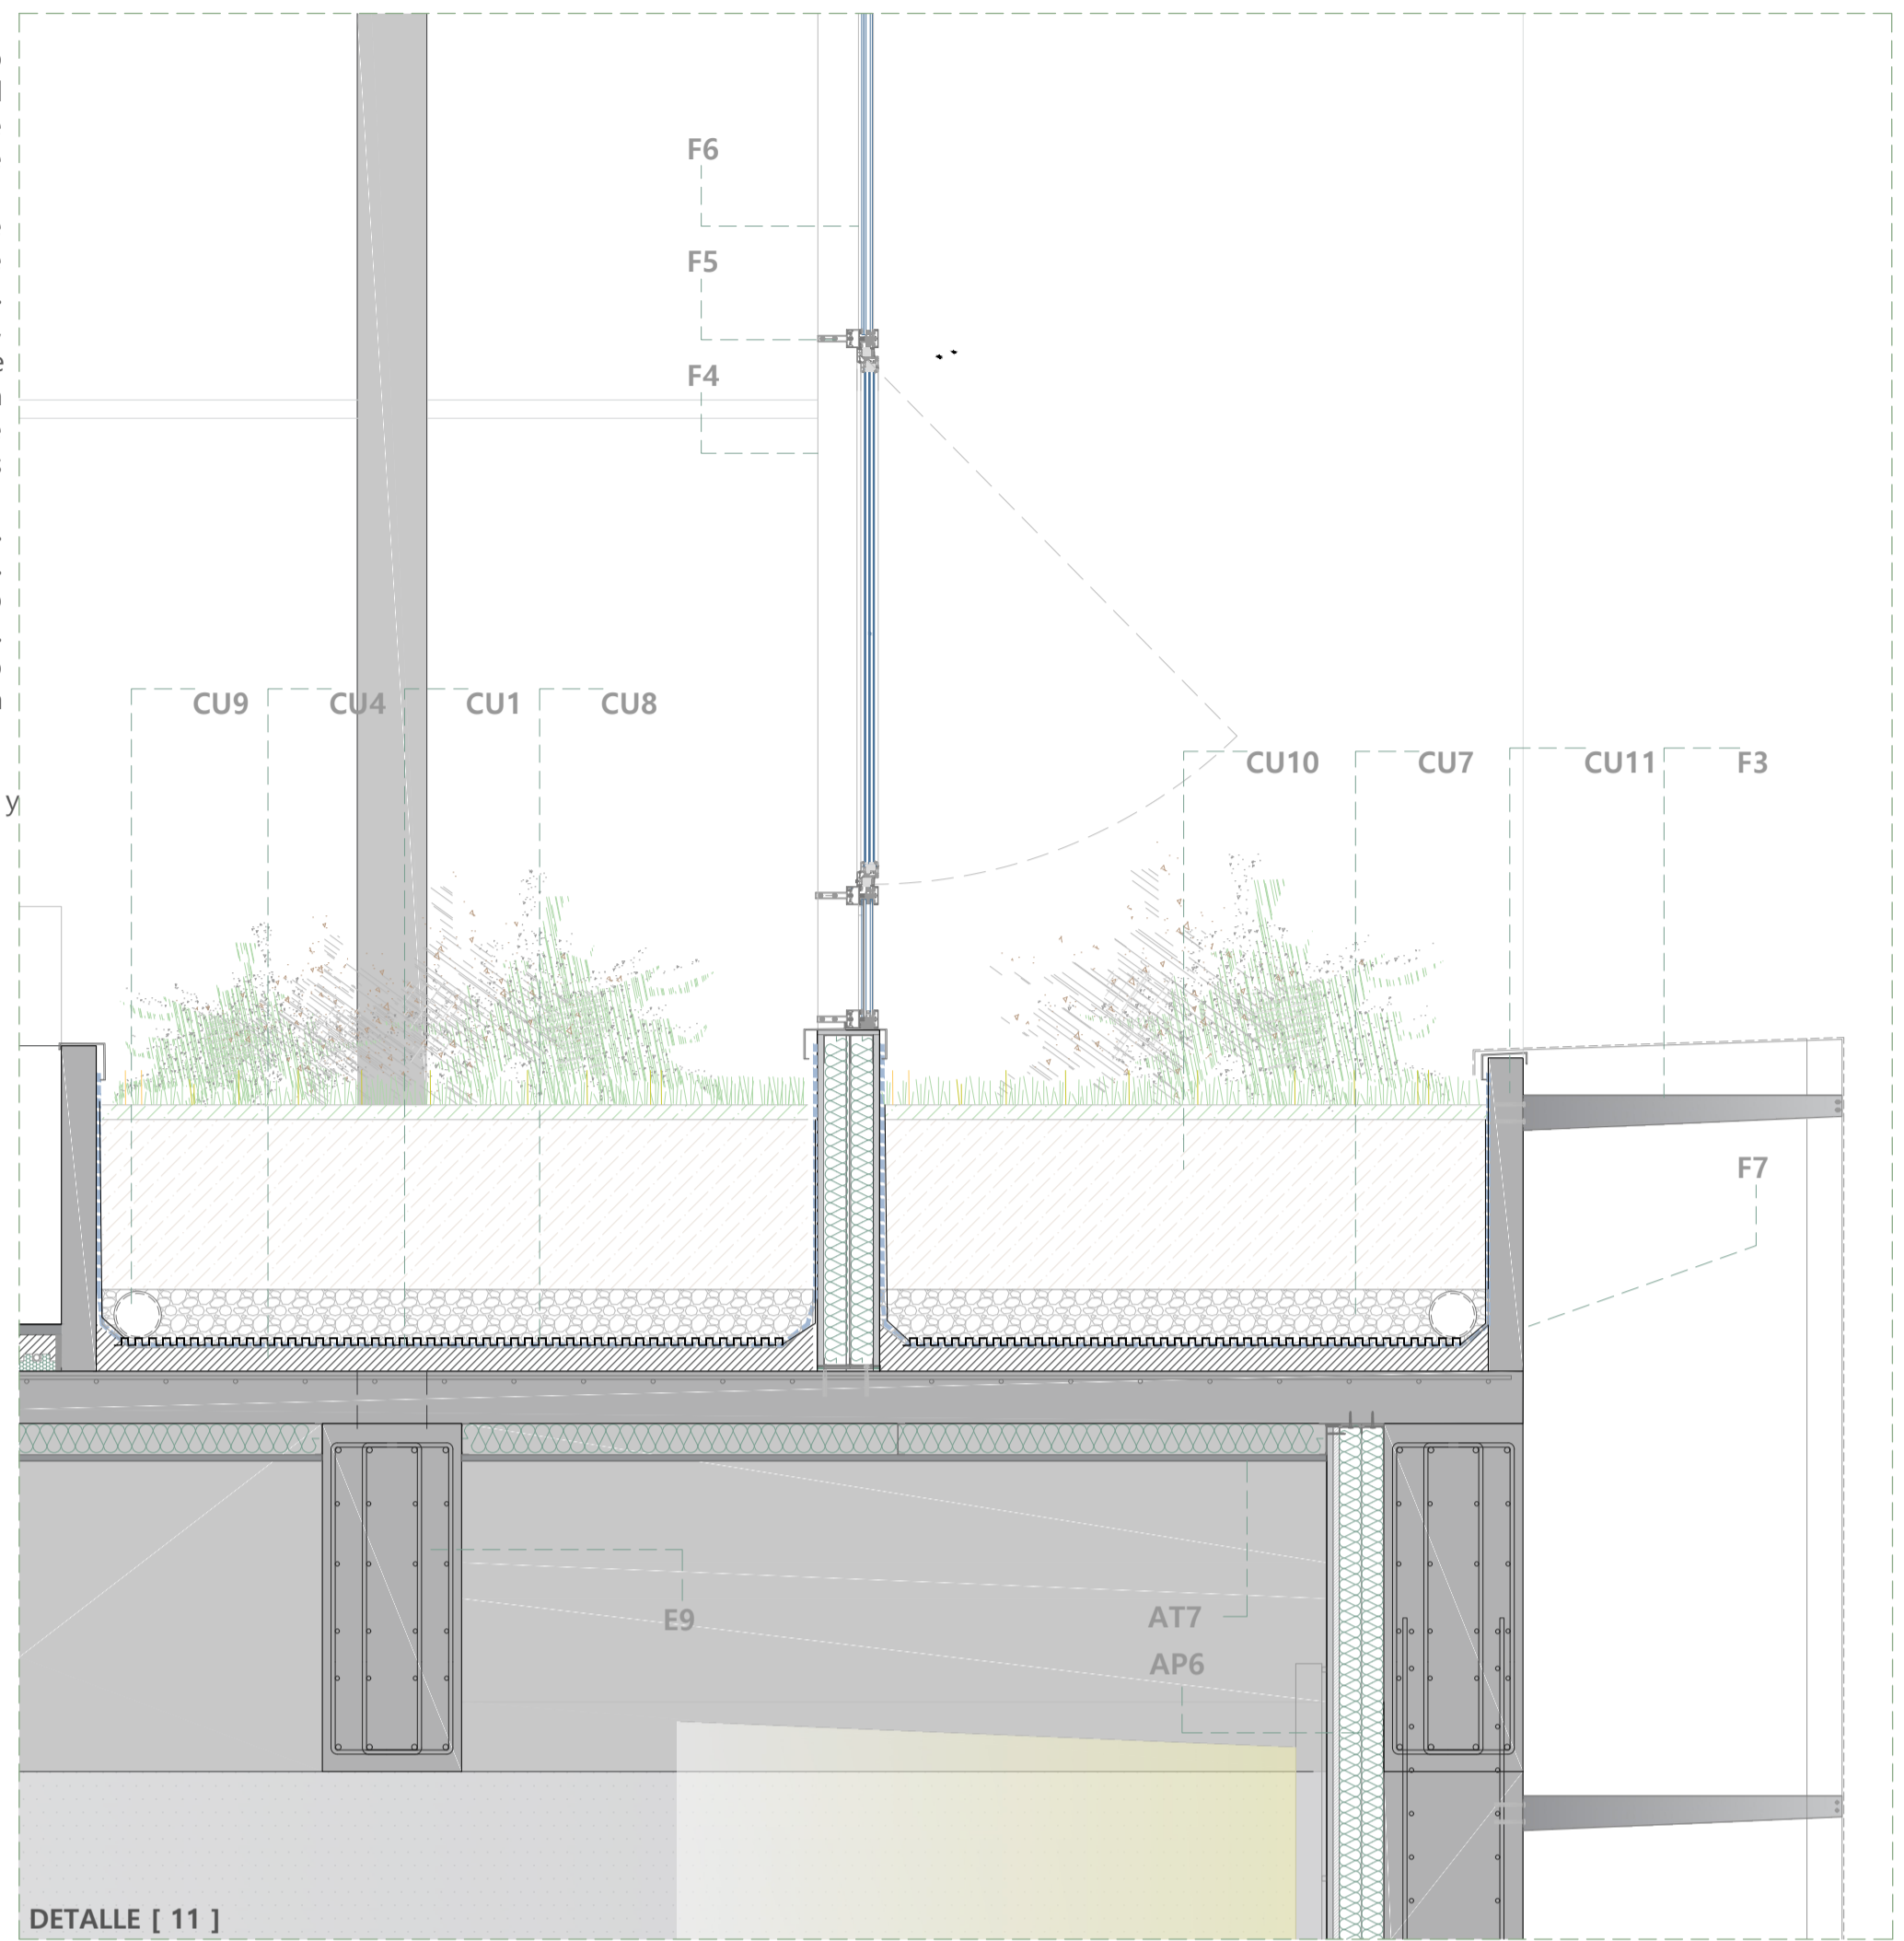 F6
F5
F4
CU9 CU4 CU1 CU8
CU10 CU7 CU11 F3
y
F7
E9
AT7
AP6
DETALLE [ 11 ]